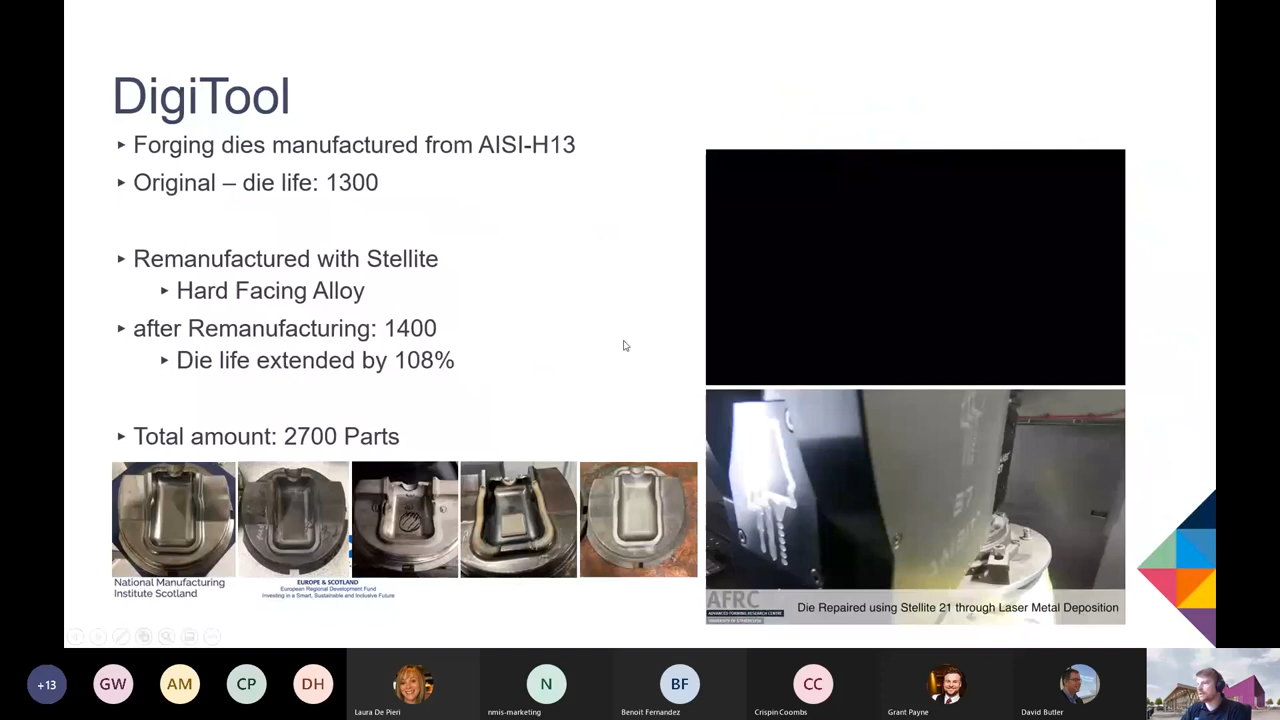 DigiTool
Forging dies manufactured from AISI-H13
Original – die life: 1300
Remanufactured with Stellite
Hard Facing Alloy
after Remanufacturing: 1400
Die life extended by 108%
Total amount: 2700 Parts
National Manufacturing
Institute Scotland
EUROPE & SCOTLAND
European Regional Development Fund
Investing in a Smart, Sustainable and Inclusive Future
AFRC
ADVANCED FORMING RESEARCH CENTRE
Die Repaired using Stellite 21 through Laser Metal Deposition
+13
GW
AM
CP
DH
N
BF
CC
Laura De Pieri
nmis-marketing
Benoit Fernandez
Crispin Coombs
Grant Payne
David Butler